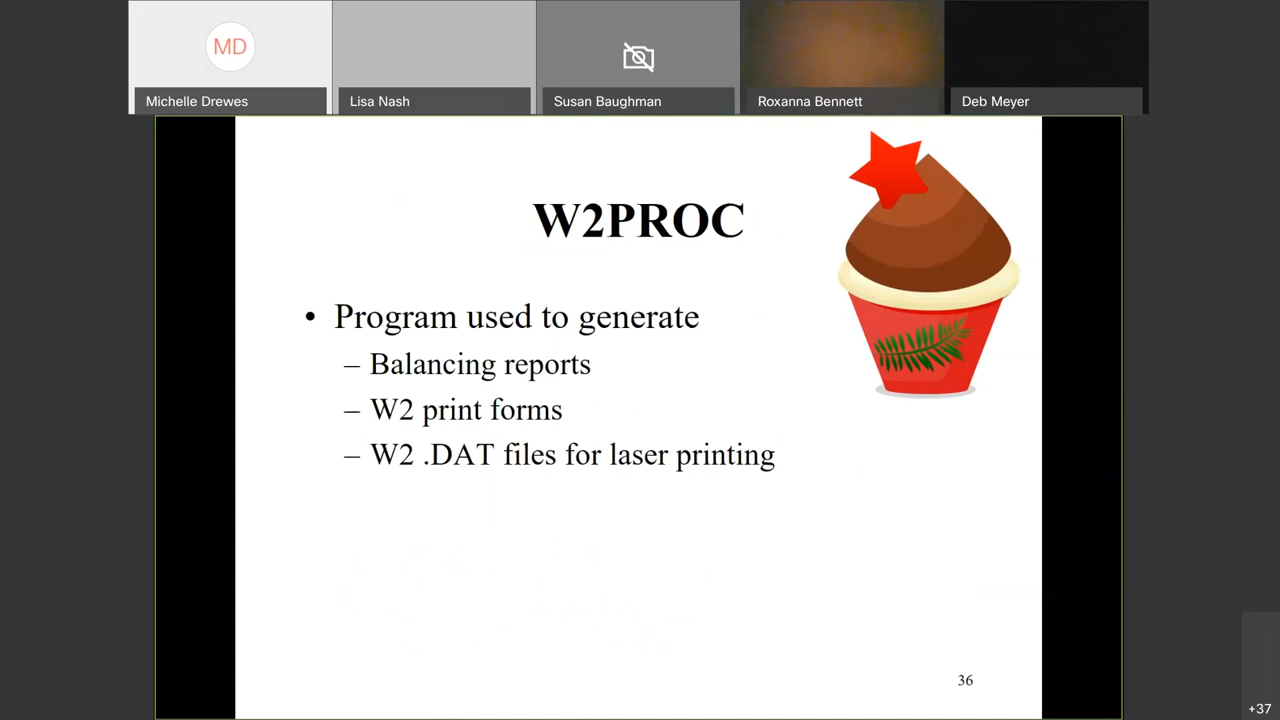 MD
Michelle Drewes
Lisa Nash
Susan Baughman
Roxanna Bennett
Deb Meyer
W2PROC
• Program used to generate
– Balancing reports
– W2 print forms
– W2 .DAT files for laser printing
36
+37